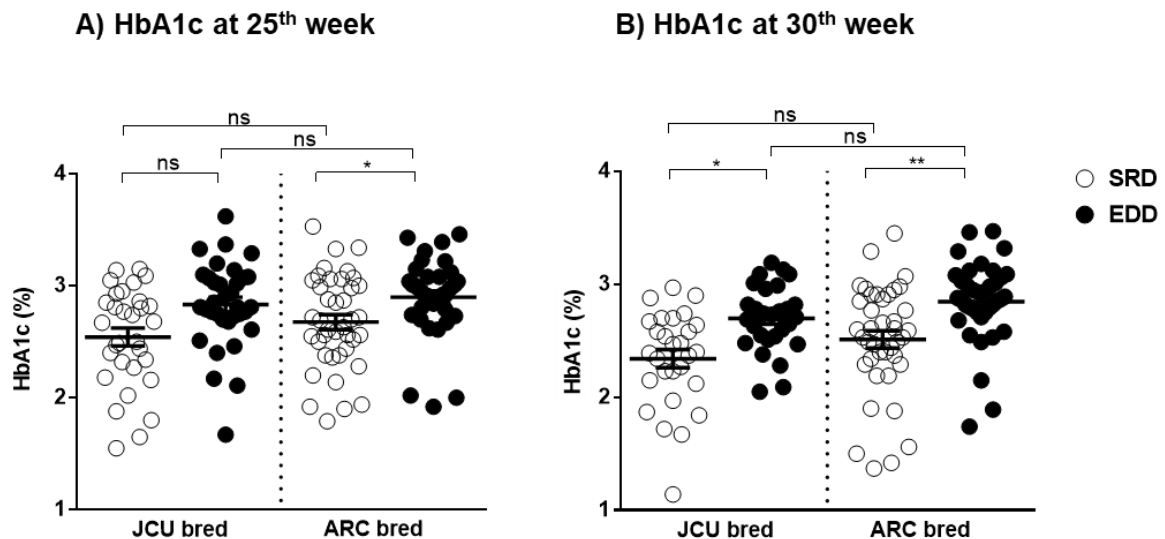 A) HbA1c at 25th week
B) HbA1c at 30th week
ns
ns
ns
*
ns
ns
*
**
4
3
2
1
HbA1c (%)
JCU bred
ARC bred
4
3
2
1
HbA1c (%)
JCU bred
ARC bred
SRD
EDD